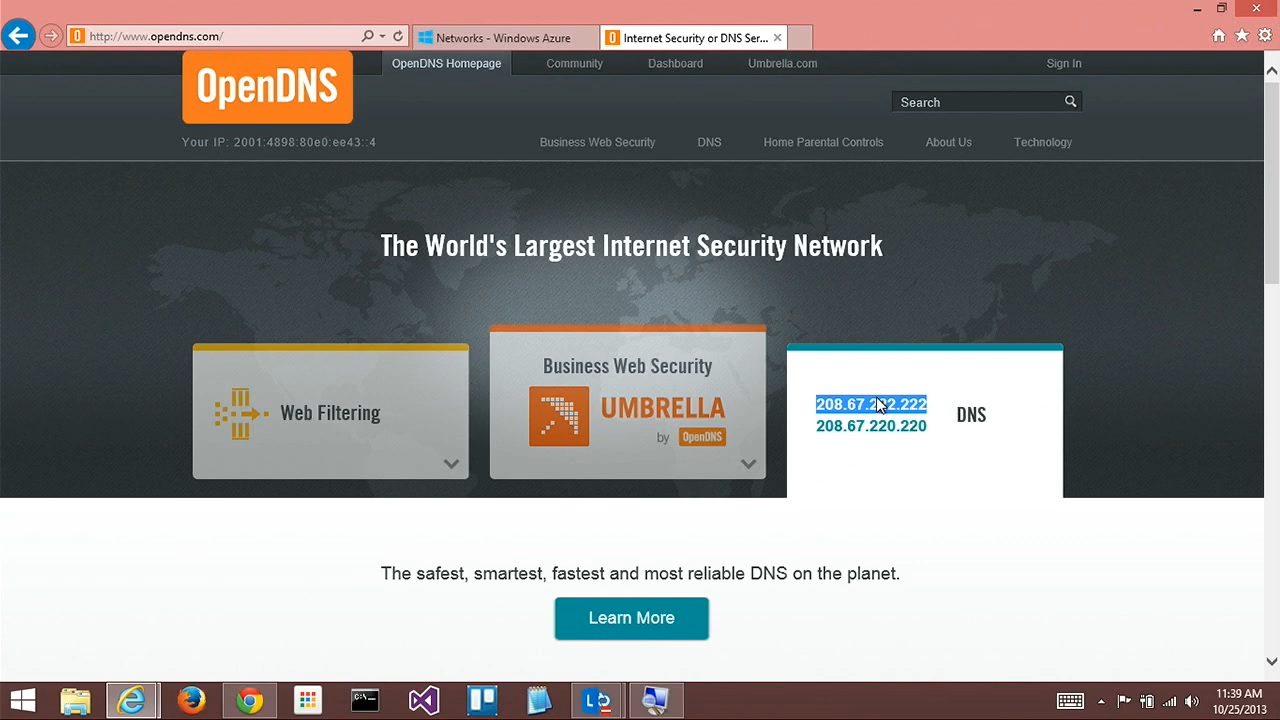 http://www.opendns.com/
Networks - Windows Azure
Internet Security or DNS Ser...
OpenDNS
OpenDNS Homepage
Community
Dashboard
Umbrella.com
Sign In
Search
Your IP: 2001:4898:80e0:ee43::4
Business Web Security
DNS
Home Parental Controls
About Us
Technology
The World's Largest Internet Security Network
Web Filtering
Business Web Security
UMBRELLA
by OpenDNS
208.67.222.222
208.67.220.220
DNS
The safest, smartest, fastest and most reliable DNS on the planet.
Learn More
11:39 AM
10/25/2013